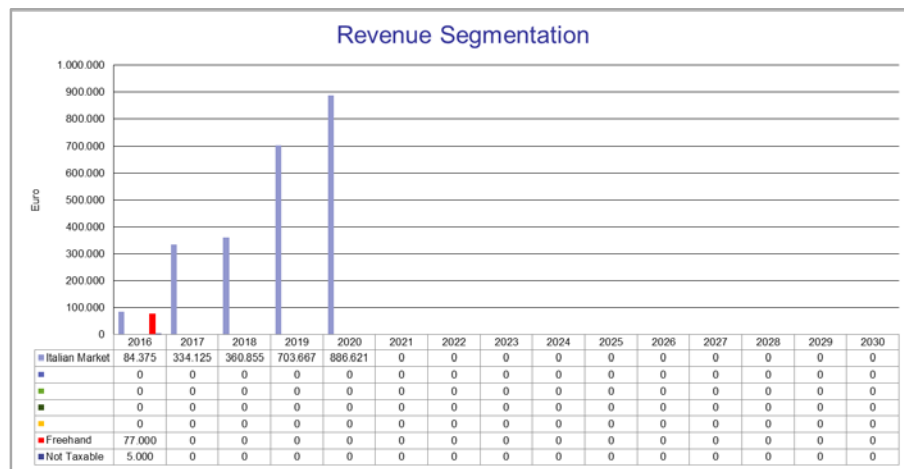 Revenue Segmentation
1.000.000
900.000
800.000
700.000
600.000
500.000
400.000
300.000
200.000
100.000
0
Euro
2016 2017 2018 2019 2020 2021 2022 2023 2024 2025 2026 2027 2028 2029 2030
Italian Market 84.375 334.125 360.855 703.667 886.621 0 0 0 0 0 0 0 0 0 0
0 0 0 0 0 0 0 0 0 0 0 0 0 0 0
0 0 0 0 0 0 0 0 0 0 0 0 0 0 0
0 0 0 0 0 0 0 0 0 0 0 0 0 0 0
0 0 0 0 0 0 0 0 0 0 0 0 0 0 0
Freehand 77.000 0 0 0 0 0 0 0 0 0 0 0 0 0 0
Not Taxable 5.000 0 0 0 0 0 0 0 0 0 0 0 0 0 0